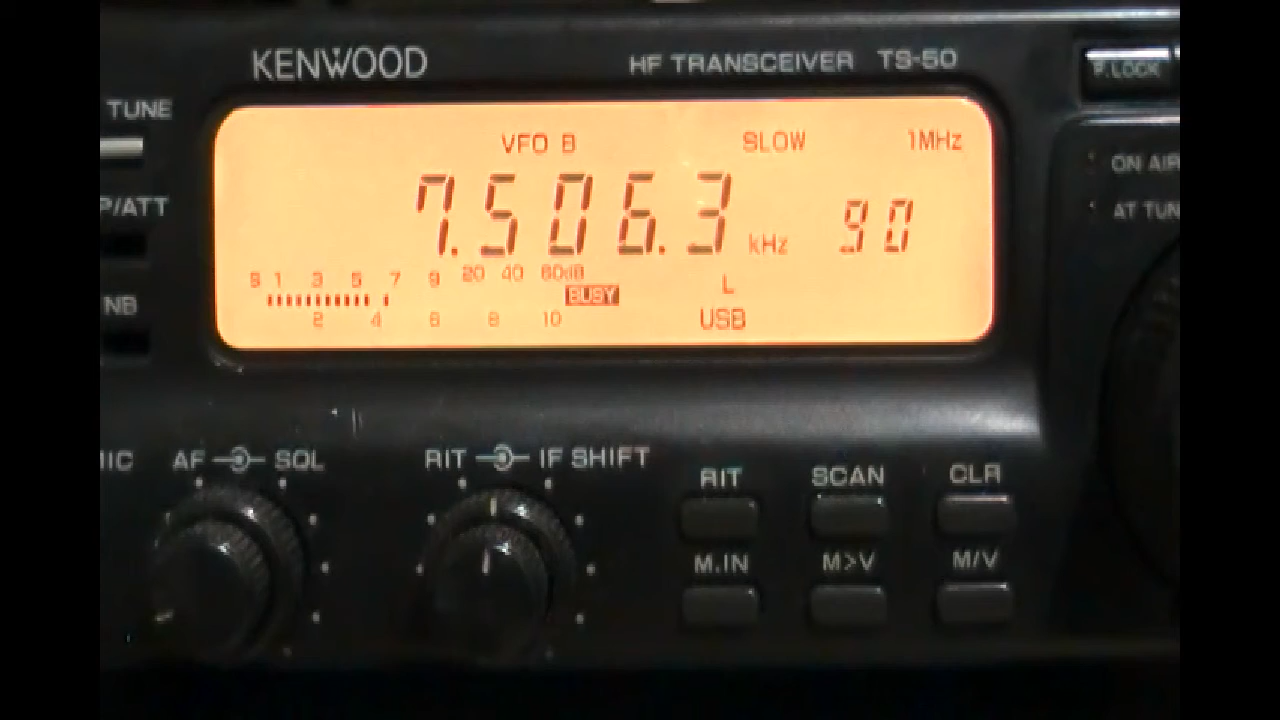 KENWOOD HF TRANSCEIVER TS-50 F.LOCK
TUNE
VFO B SLOW 1MHz
ON AIR
P/ATT
7.506.3 kHz 90
AT TUN
S 1 3 5 7 9 20 40 60dB
BUSY L
NB
2 4 6 8 10 USB
MIC AF SQL RIT IF SHIFT
RIT SCAN CLR
M.IN M>V M/V